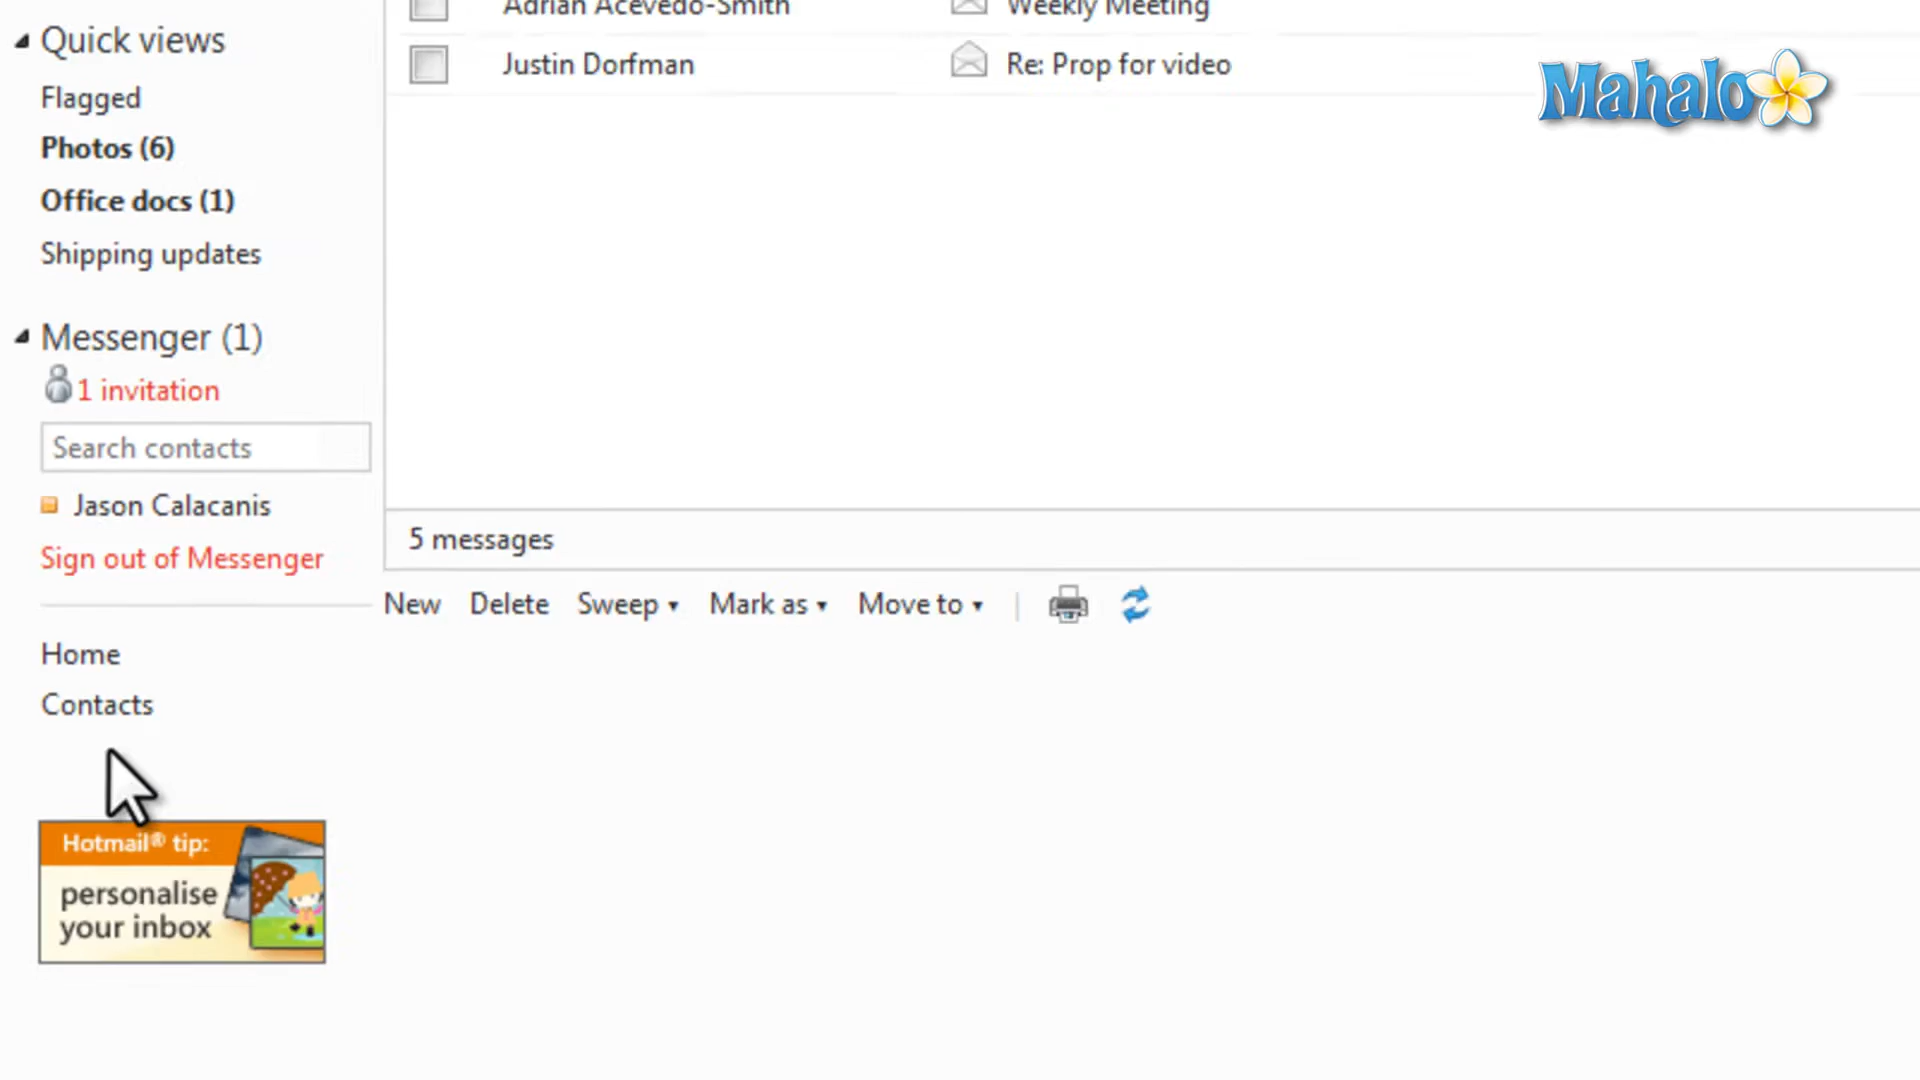 Quick views
Flagged
Photos (6)
Office docs (1)
Shipping updates
Messenger (1)
1 invitation
Search contacts
Jason Calacanis
Sign out of Messenger
Home
Contacts
Hotmail® tip:
personalise
your inbox
Adrian Acevedo-Smith Weekly Meeting
Justin Dorfman Re: Prop for video
5 messages
New Delete Sweep Mark as Move to
Mahalo